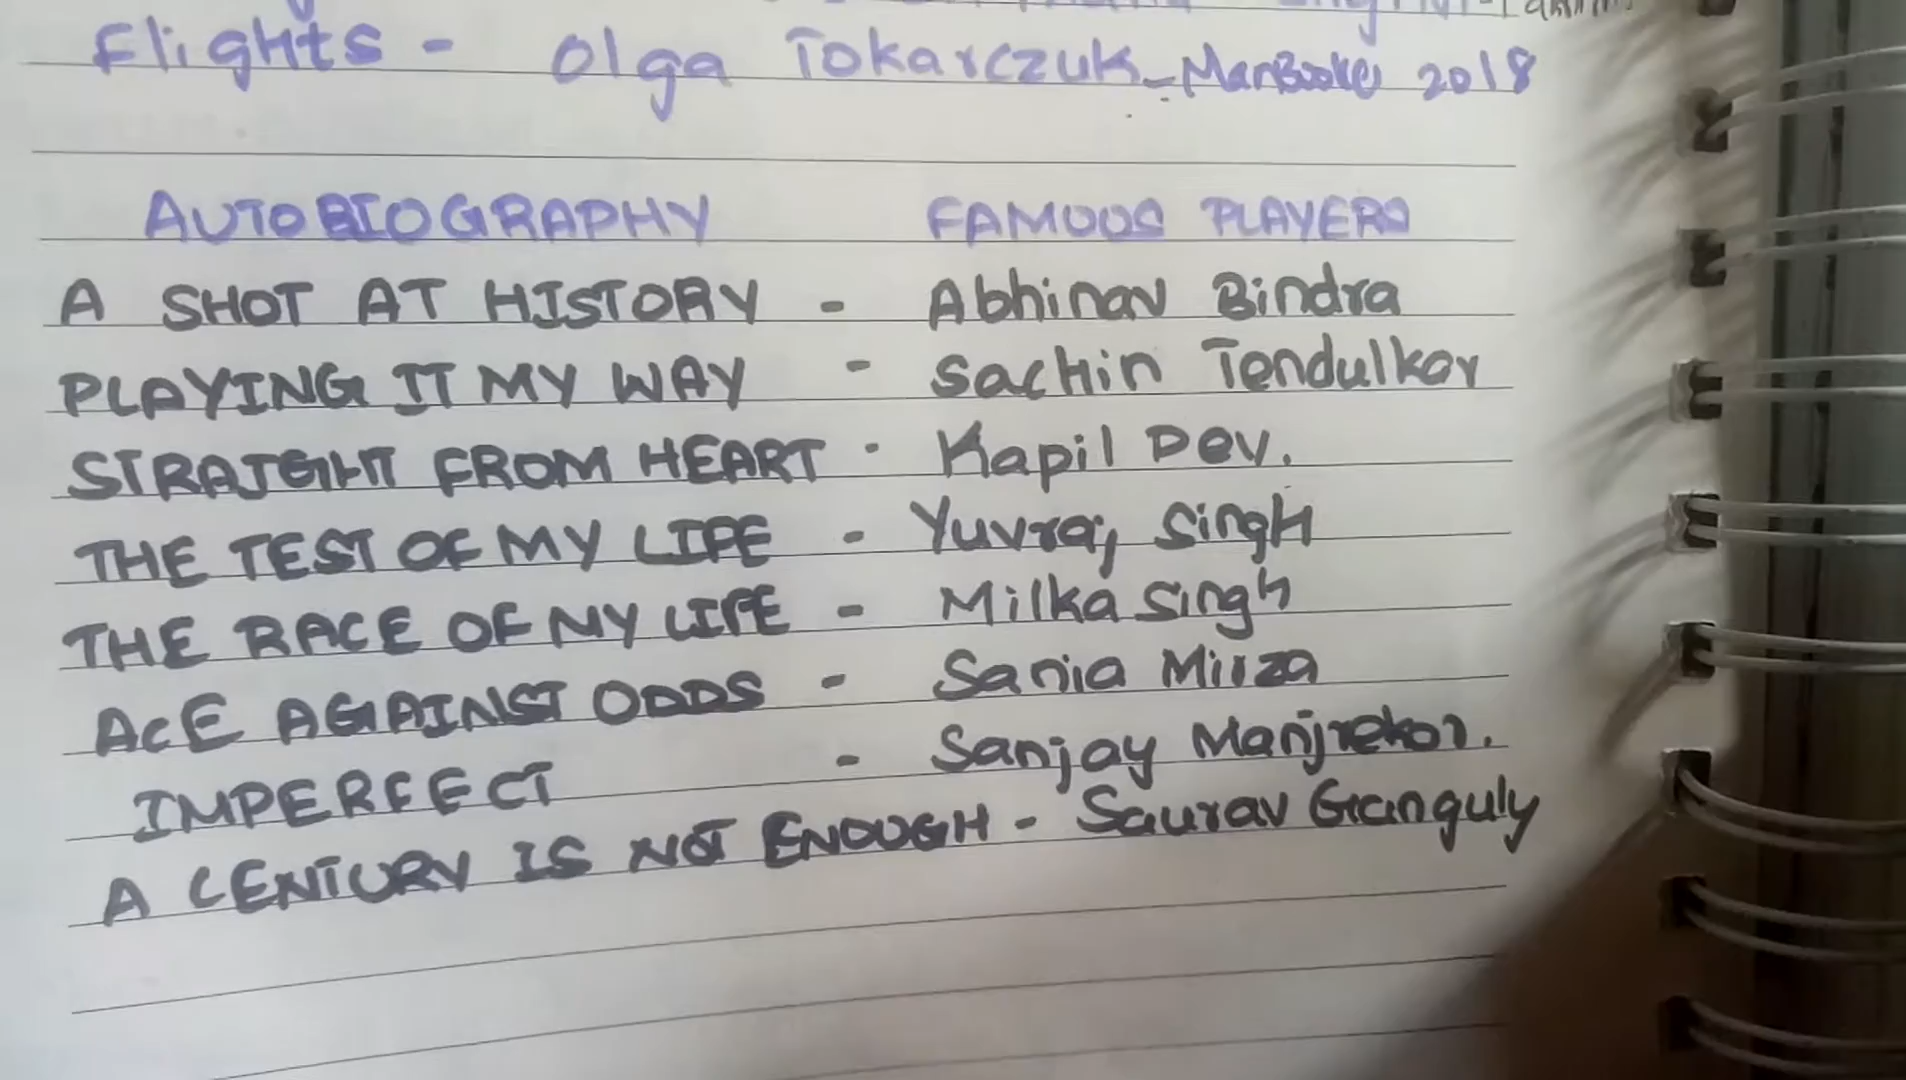 Flights - Olga Tokarczuk - ManBooker 2018
AUTOBIOGRAPHY FAMOUS PLAYERS
A SHOT AT HISTORY - Abhinav Bindra
PLAYING IT MY WAY - Sachin Tendulkar
STRAIGHT FROM HEART - Kapil Dev.
THE TEST OF MY LIFE - Yuvraj Singh
THE RACE OF MY LIFE - Milka Singh
ACE AGAINST ODDS - Sania Mirza
IMPERFECT - Sanjay Manjrekar.
A CENTURY IS NOT ENOUGH - Saurav Ganguly